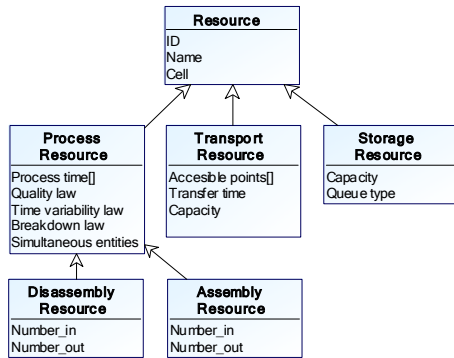 Resource
ID
Name
Cell
Process
Resource
Process time[]
Quality law
Time variability law
Breakdown law
Simultaneous entities
Transport
Resource
Accesible points[]
Transfer time
Capacity
Storage
Resource
Capacity
Queue type
Disassembly
Resource
Number_in
Number_out
Assembly
Resource
Number_in
Number_out